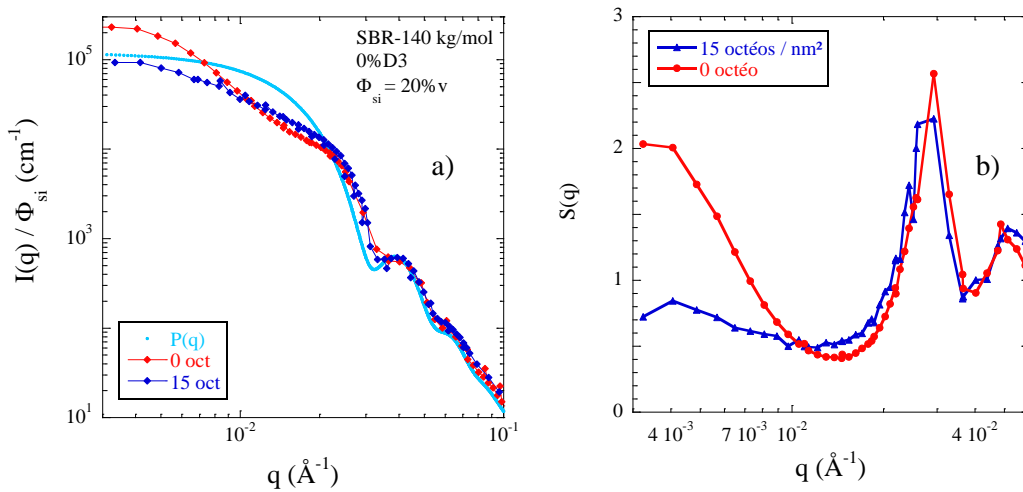 SBR-140 kg/mol
0%D3
Φsi = 20%v
a)
10^5
10^3
10^1
I(q) / Φsi (cm-1)
P(q)
0 oct
15 oct
10^-2
10^-1
q (Å-1)
15 octéos / nm²
0 octéo
b)
3
2
1
0
S(q)
4 10^-3
7 10^-3
10^-2
4 10^-2
q (Å-1)